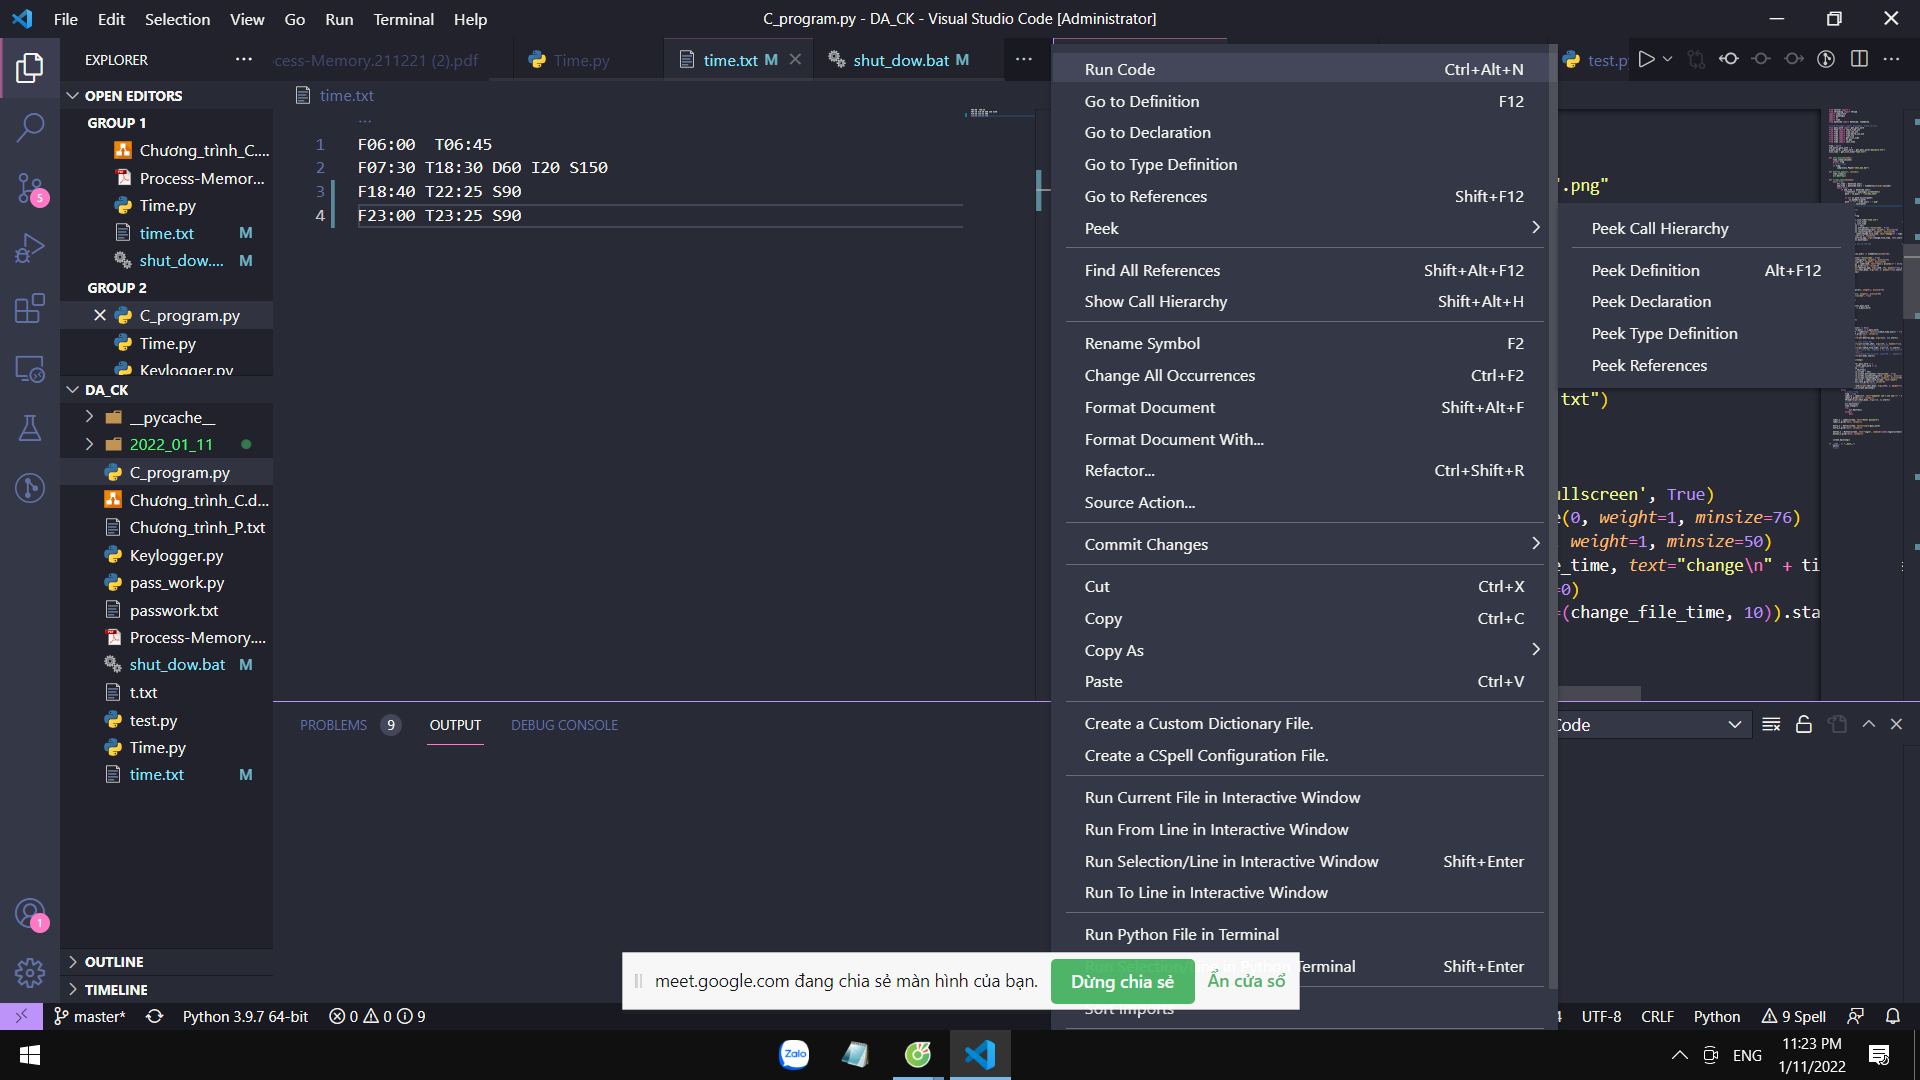 File Edit Selection View Go Run Terminal Help
C_program.py - DA_CK - Visual Studio Code [Administrator]
EXPLORER
cess-Memory.211221 (2).pdf
Time.py
time.txt M
shut_dow.bat M
test.py
OPEN EDITORS
GROUP 1
Chương_trình_C....
Process-Memor...
Time.py
time.txt M
shut_dow.... M
GROUP 2
C_program.py
Time.py
Keylogger.py
DA_CK
__pycache__
2022_01_11
C_program.py
Chương_trình_C.d...
Chương_trình_P.txt
Keylogger.py
pass_work.py
passwork.txt
Process-Memory....
shut_dow.bat M
t.txt
test.py
Time.py
time.txt M
OUTLINE
TIMELINE
5
1
time.txt
...
1 F06:00 T06:45
2 F07:30 T18:30 D60 I20 S150
3 F18:40 T22:25 S90
4 F23:00 T23:25 S90
Run Code Ctrl+Alt+N
Go to Definition F12
Go to Declaration
Go to Type Definition
Go to References Shift+F12
Peek
Find All References Shift+Alt+F12
Show Call Hierarchy Shift+Alt+H
Rename Symbol F2
Change All Occurrences Ctrl+F2
Format Document Shift+Alt+F
Format Document With...
Refactor... Ctrl+Shift+R
Source Action...
Commit Changes
Cut Ctrl+X
Copy Ctrl+C
Copy As
Paste Ctrl+V
Create a Custom Dictionary File.
Create a CSpell Configuration File.
Run Current File in Interactive Window
Run From Line in Interactive Window
Run Selection/Line in Interactive Window Shift+Enter
Run To Line in Interactive Window
Run Python File in Terminal
Run Selection/Line in Python Terminal Shift+Enter
Sort Imports
Peek Call Hierarchy
Peek Definition Alt+F12
Peek Declaration
Peek Type Definition
Peek References
".png"
txt")
ullscreen', True)
e(0, weight=1, minsize=76)
weight=1, minsize=50)
e_time, text="change\n" + ti
=0)
=(change_file_time, 10)).sta
PROBLEMS 9 OUTPUT DEBUG CONSOLE
Code
meet.google.com đang chia sẻ màn hình của bạn.
Dừng chia sẻ
Ẩn cửa sổ
master* Python 3.9.7 64-bit 0 0 9
UTF-8 CRLF Python 9 Spell
Zalo
ENG
11:23 PM
1/11/2022